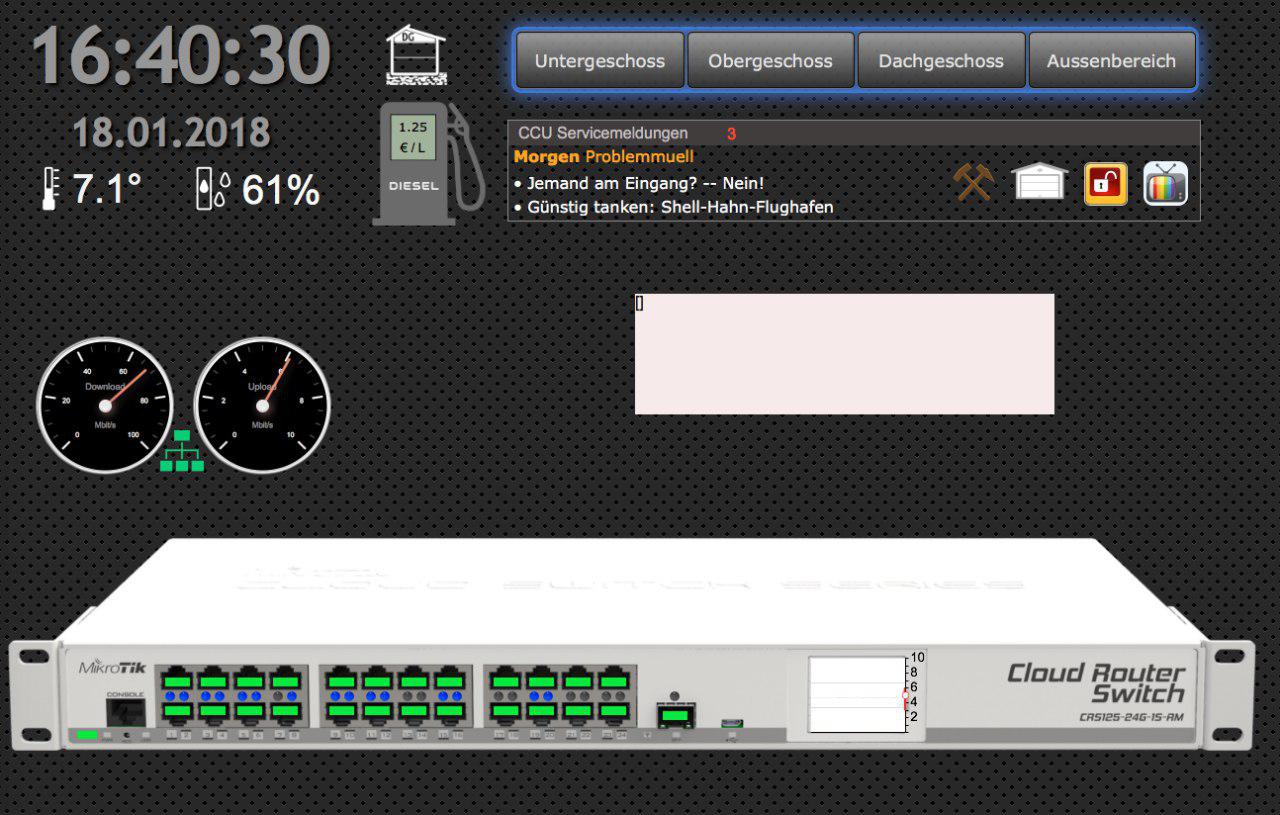 16:40:30
DG
Untergeschoss
Obergeschoss
Dachgeschoss
Aussenbereich
18.01.2018
1.25
€/L
DIESEL
CCU Servicemeldungen 3
Morgen Problemmuell
• Jemand am Eingang? -- Nein!
• Günstig tanken: Shell-Hahn-Flughafen
7.1°
61%
[]
40 60
Download
20 80
Mbit/s
0 100
4 6
Upload
2 8
Mbit/s
0 10
MikroTik
CONSOLE
10
8
6
4
2
Cloud Router
Switch
CRS125-24G-1S-RM